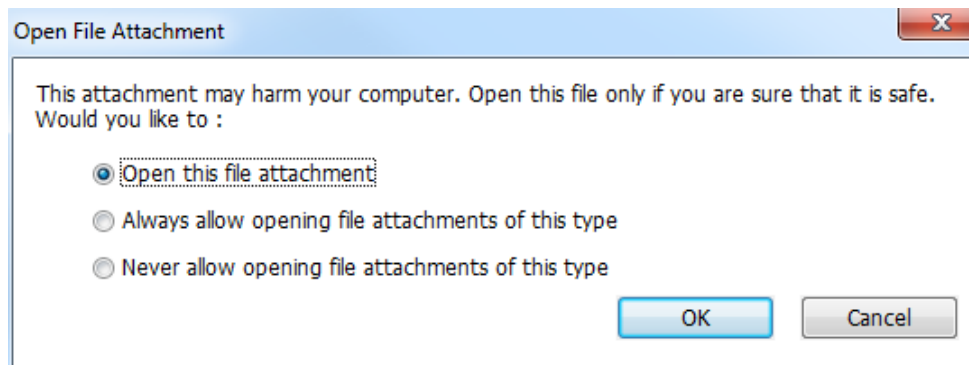 Open File Attachment
This attachment may harm your computer. Open this file only if you are sure that it is safe.
Would you like to :
Open this file attachment
Always allow opening file attachments of this type
Never allow opening file attachments of this type
OK Cancel